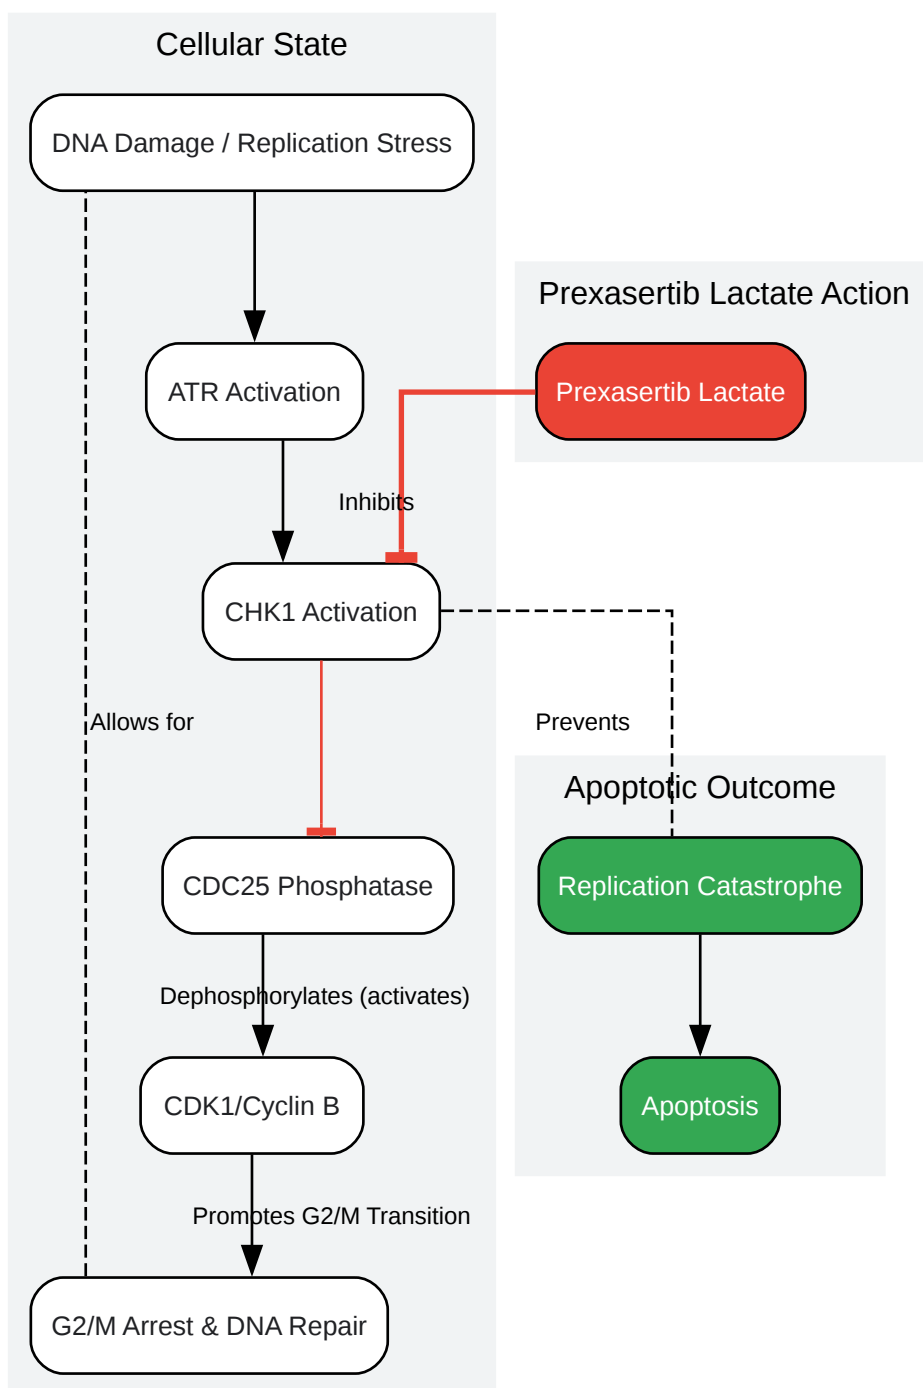 Cellular State
DNA Damage / Replication Stress
Prexasertib Lactate Action
ATR Activation
Prexasertib Lactate
Inhibits
CHK1 Activation
Allows for
Prevents
Apoptotic Outcome
CDC25 Phosphatase
Replication Catastrophe
Dephosphorylates (activates)
CDK1/Cyclin B
Apoptosis
Promotes G2/M Transition
G2/M Arrest & DNA Repair